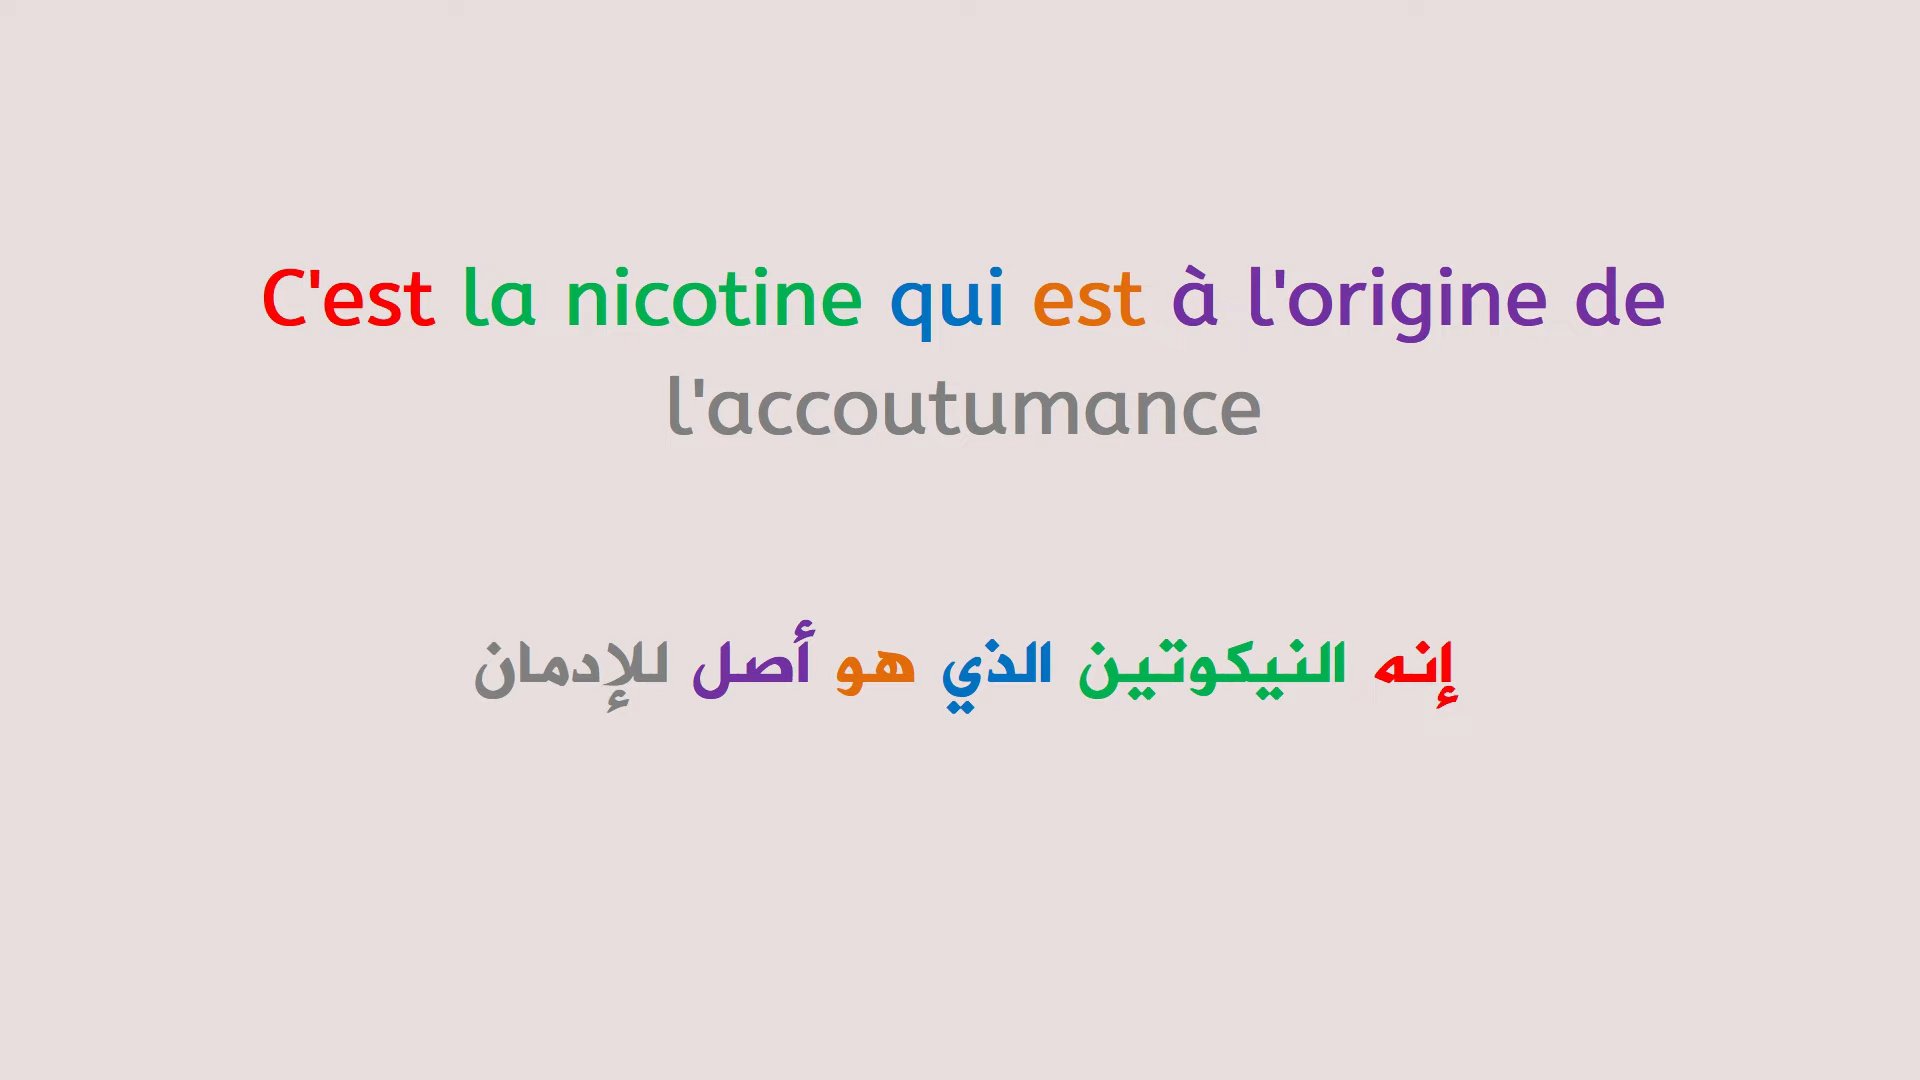 C'est la nicotine qui est à l'origine de
l'accoutumance
إنه النيكوتين الذي هو أصل للإدمان